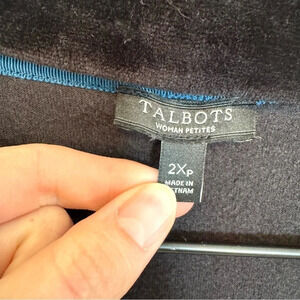 TALBOTS
WOMAN PETITES
2XP
MADE IN
VIETNAM